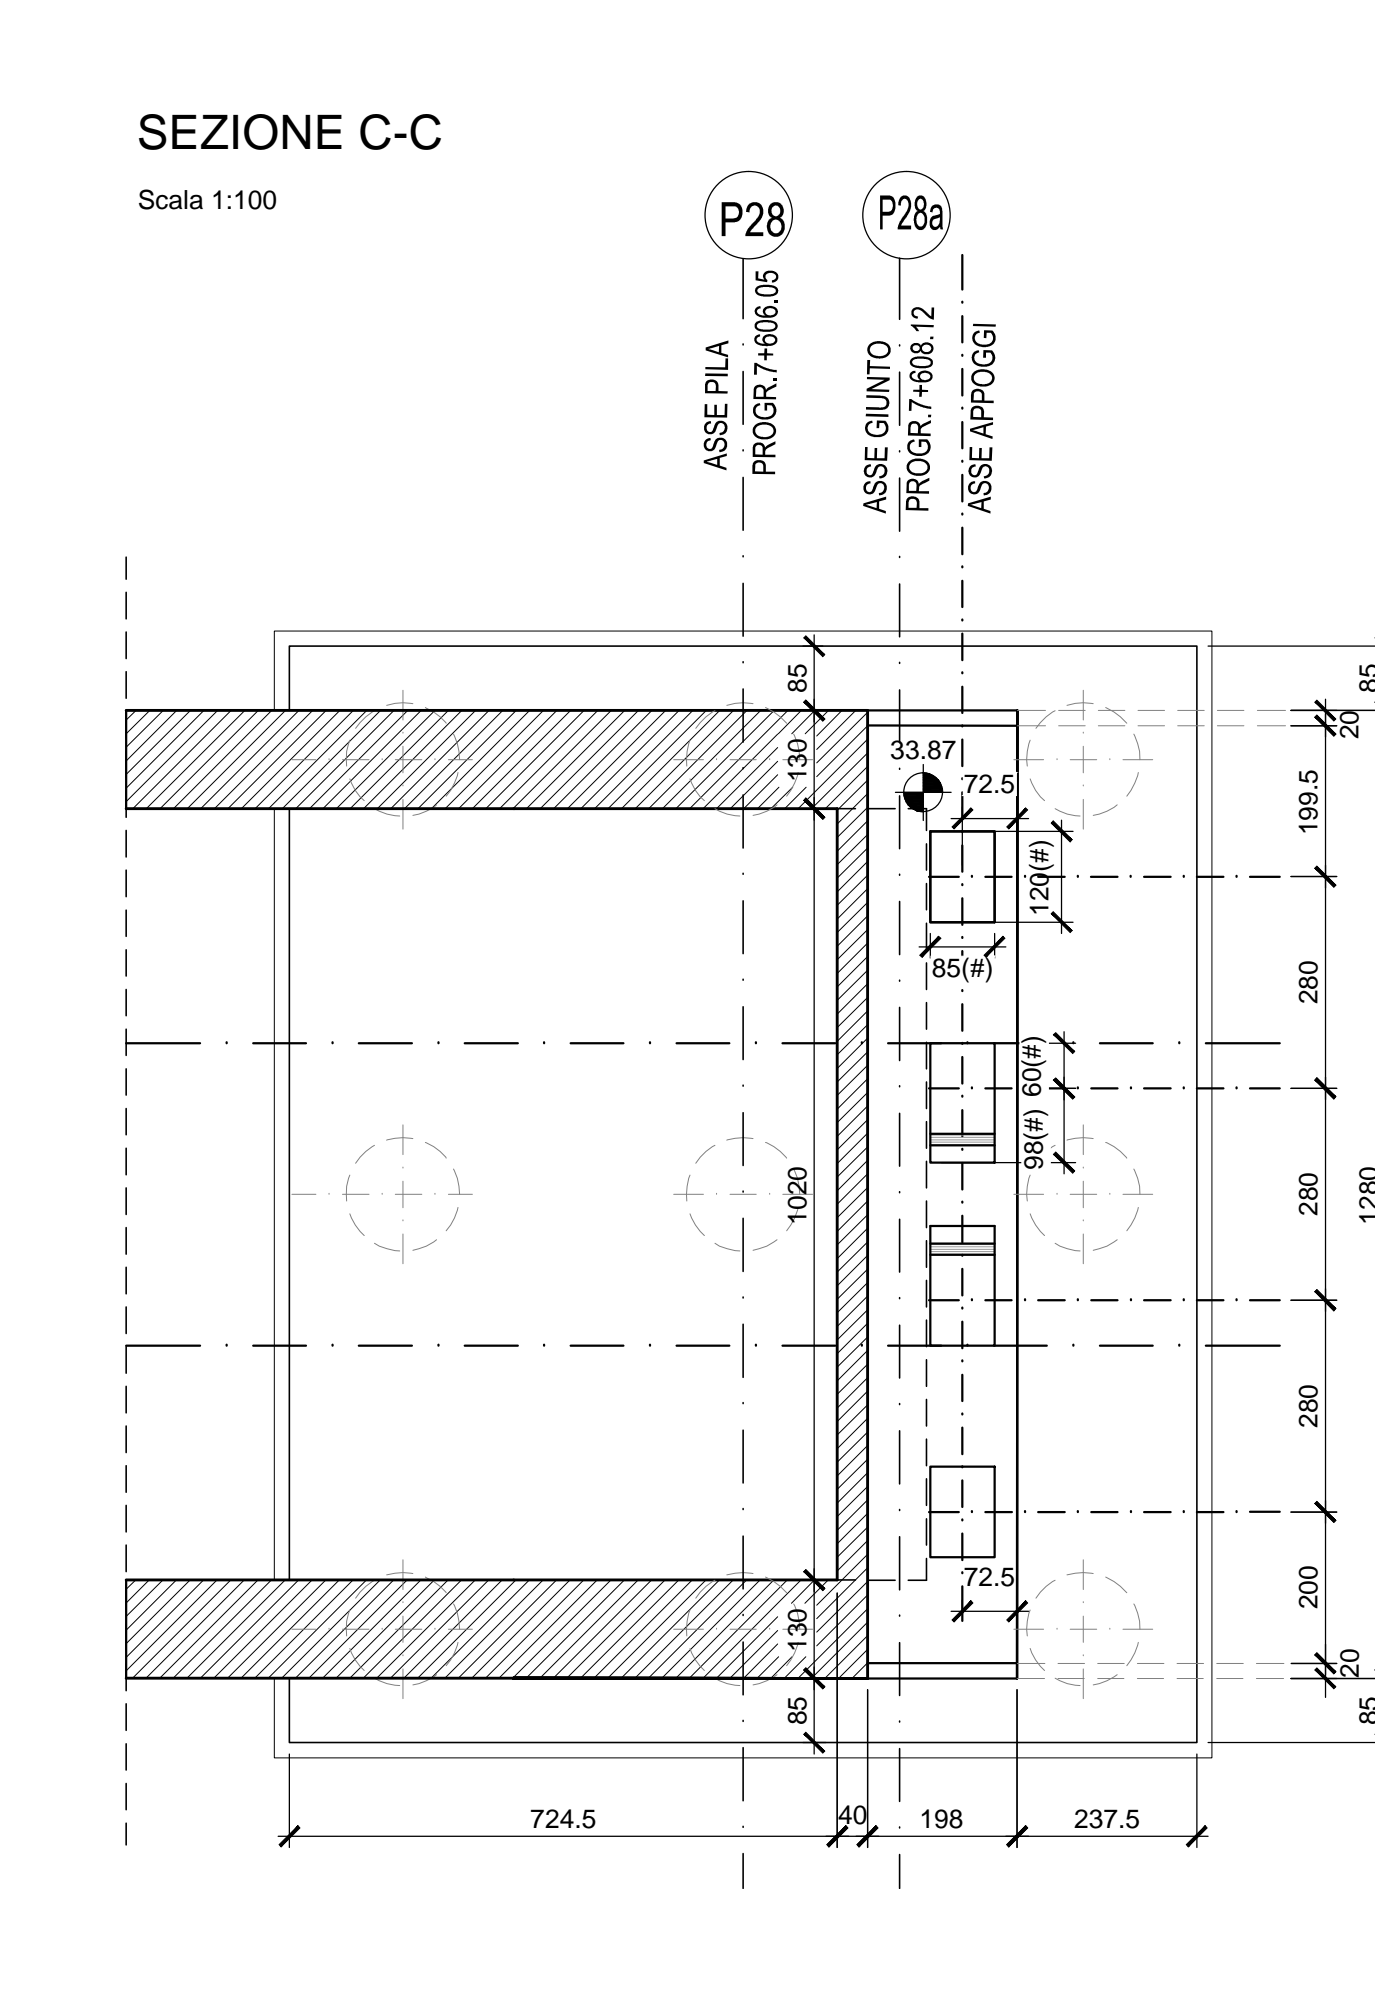 SEZIONE C-C
Scala 1:100
P28
P28a
ASSE PILA
PROGR.7+606.05
ASSE GIUNTO
PROGR.7+608.12
ASSE APPOGGI
85
130
1020
130
85
33.87
72.5
120(#)
85(#)
60(#)
98(#)
72.5
20
199.5
280
280
280
200
20
85
1280
85
724.5
40
198
237.5